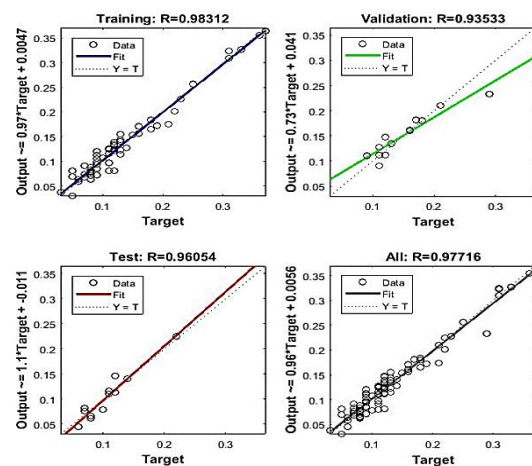 Training: R=0.98312
Output ~= 0.97*Target + 0.0047
0.35
0.3
0.25
0.2
0.15
0.1
0.05
Data
Fit
Y = T
0.1
0.2
0.3
Target
Validation: R=0.93533
Output ~= 0.73*Target + 0.041
0.35
0.3
0.25
0.2
0.15
0.1
0.05
Data
Fit
Y = T
0.1
0.2
0.3
Target
Test: R=0.96054
Output ~= 1.1*Target + -0.011
0.35
0.3
0.25
0.2
0.15
0.1
0.05
Data
Fit
Y = T
0.1
0.2
0.3
Target
All: R=0.97716
Output ~= 0.96*Target + 0.0056
0.35
0.3
0.25
0.2
0.15
0.1
0.05
Data
Fit
Y = T
0.1
0.2
0.3
Target